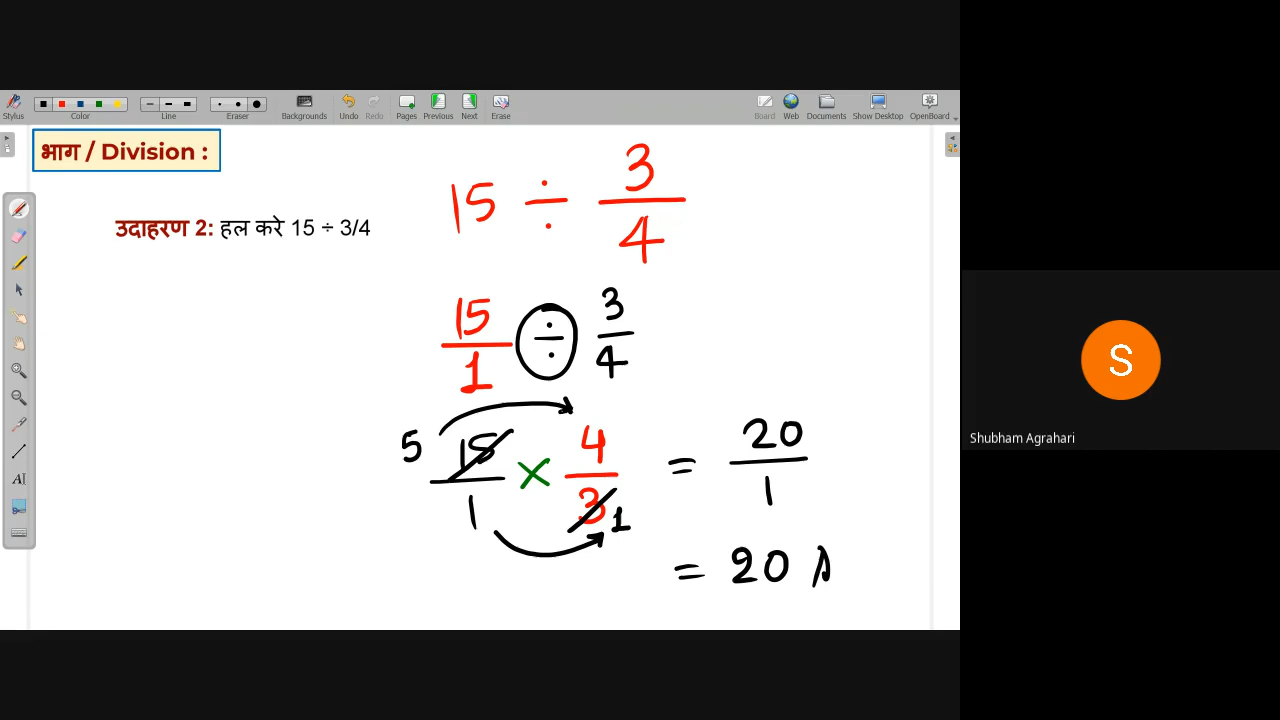 Stylus Color Line Eraser Backgrounds Undo Redo Pages Previous Next Erase Board Web Documents Show Desktop OpenBoard
भाग / Division :
15 ÷ 3/4
उदाहरण 2: हल करे 15 ÷ 3/4
15/1 ÷ 3/4
5 15/1 × 4/3 1 = 20/1
= 20
S
Shubham Agrahari